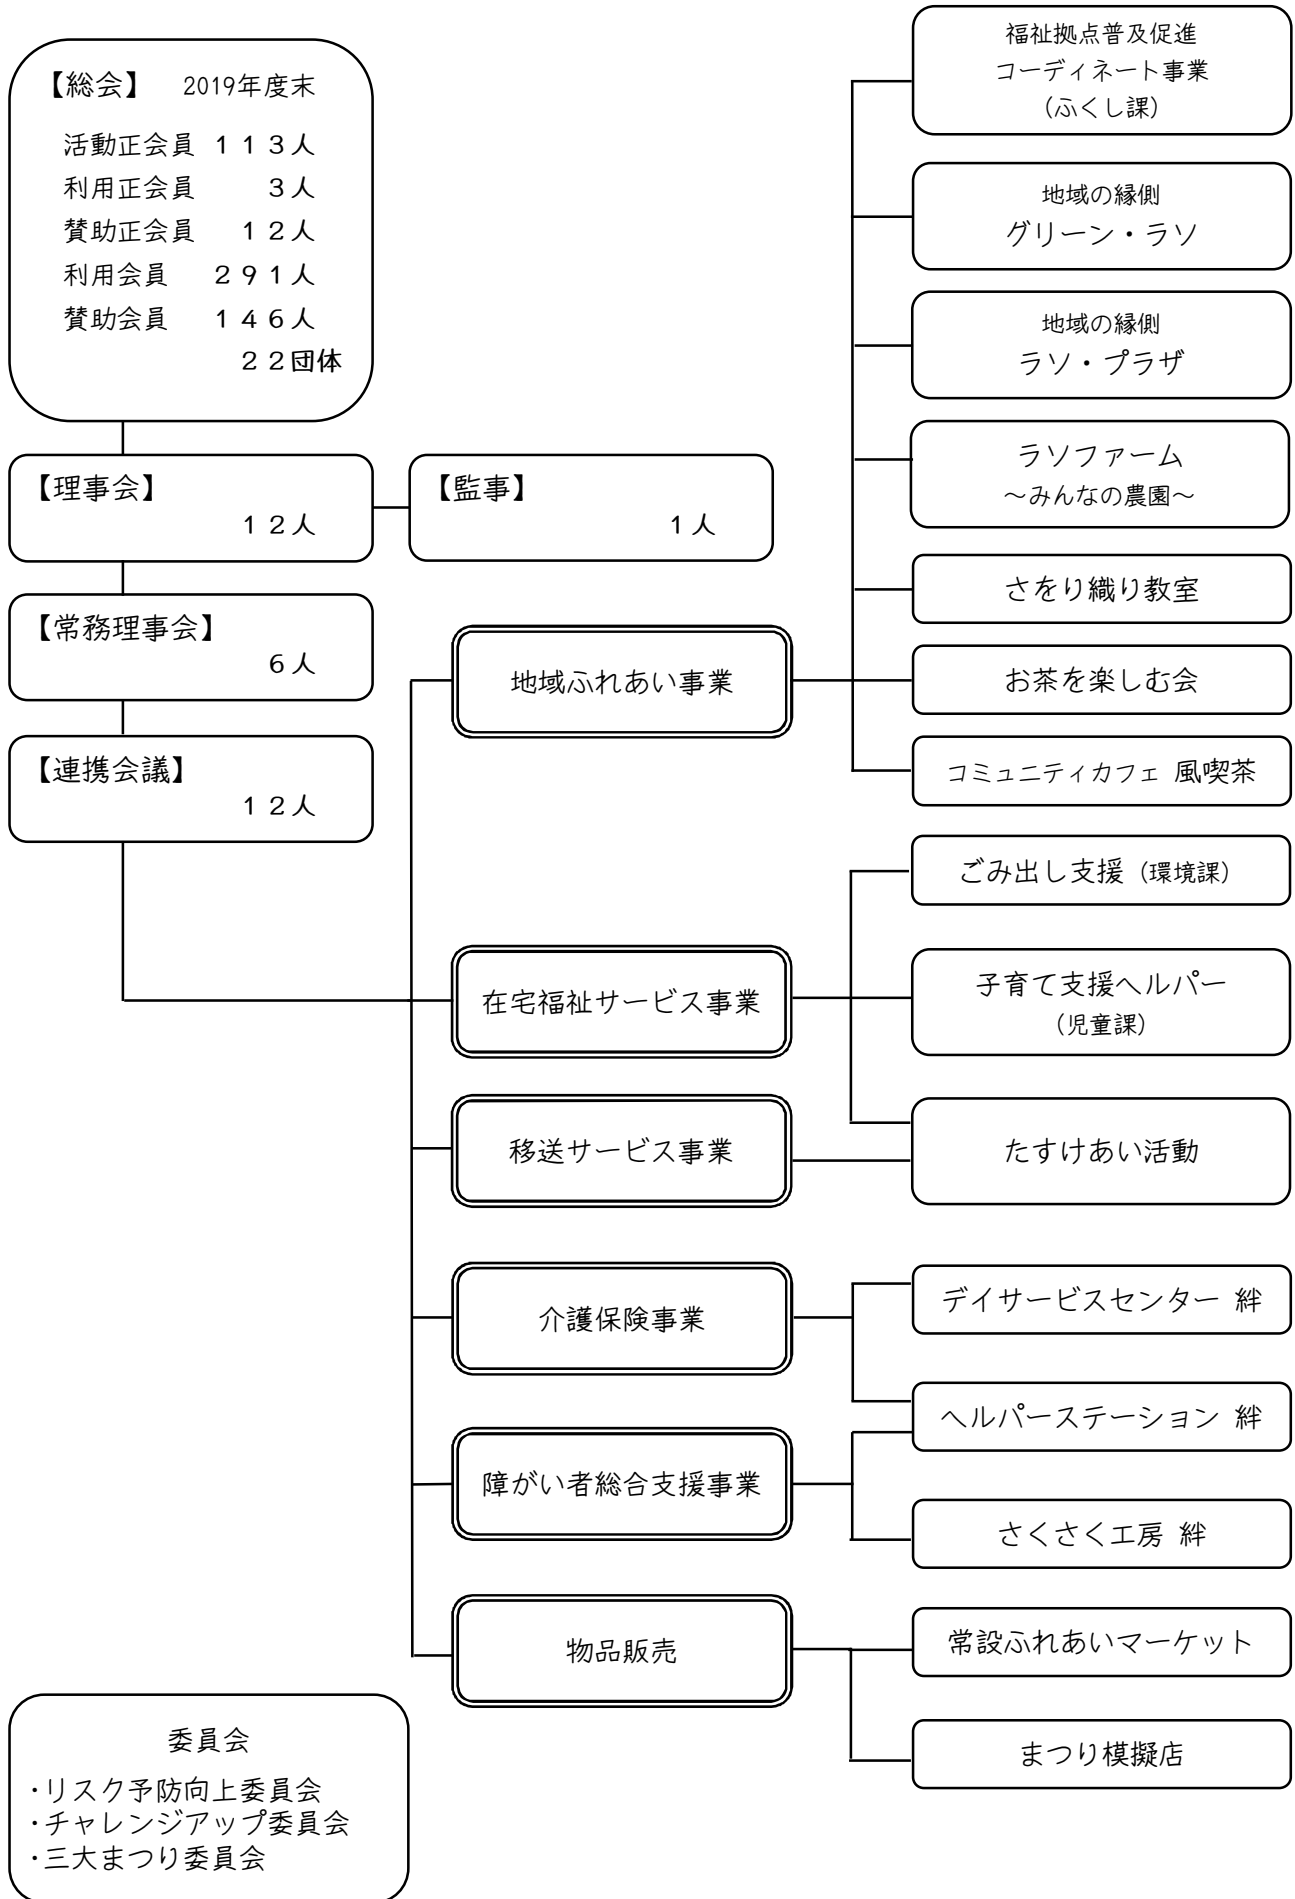 【総会】 2019年度末
活動正会員 113人
利用正会員 3人
賛助正会員 12人
利用会員 291人
賛助会員 146人
22団体
【理事会】
12人
【監事】
1人
【常務理事会】
6人
【連携会議】
12人
地域ふれあい事業
在宅福祉サービス事業
移送サービス事業
介護保険事業
障がい者総合支援事業
物品販売
福祉拠点普及促進
コーディネート事業
(ふくし課)
地域の縁側
グリーン・ラソ
地域の縁側
ラソ・プラザ
ラソファーム
～みんなの農園～
さをり織り教室
お茶を楽しむ会
コミュニティカフェ 風喫茶
ごみ出し支援（環境課）
子育て支援ヘルパー
(児童課)
たすけあい活動
デイサービスセンター 絆
ヘルパーステーション 絆
さくさく工房 絆
常設ふれあいマーケット
まつり模擬店
委員会
・リスク予防向上委員会
・チャレンジアップ委員会
・三大まつり委員会